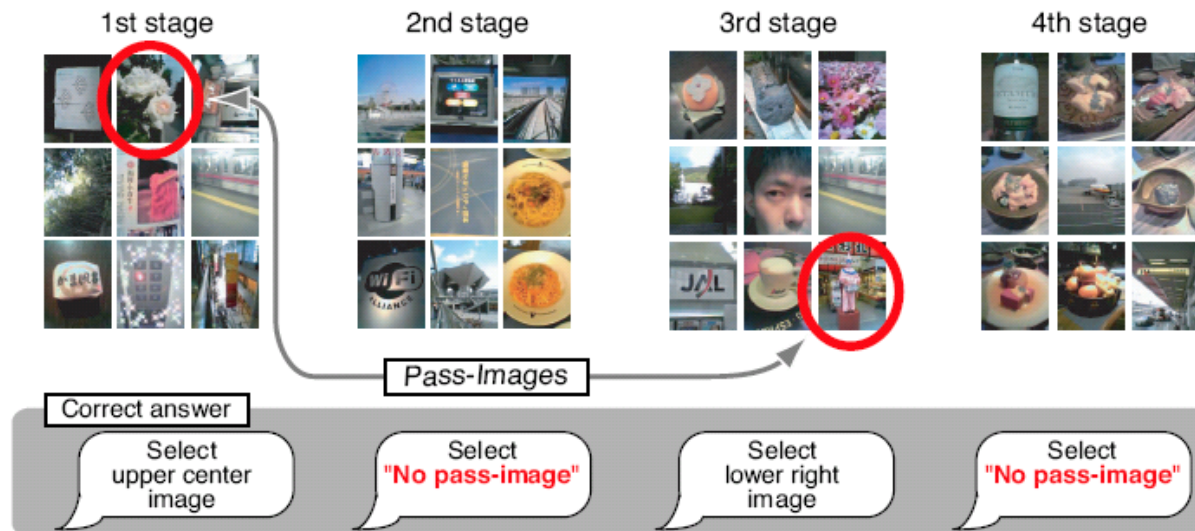 1st stage
2nd stage
3rd stage
4th stage
WiFi
ALLIANCE
JAL
Pass-Images
Correct answer
Select
upper center
image
Select
"No pass-image"
Select
lower right
image
Select
"No pass-image"